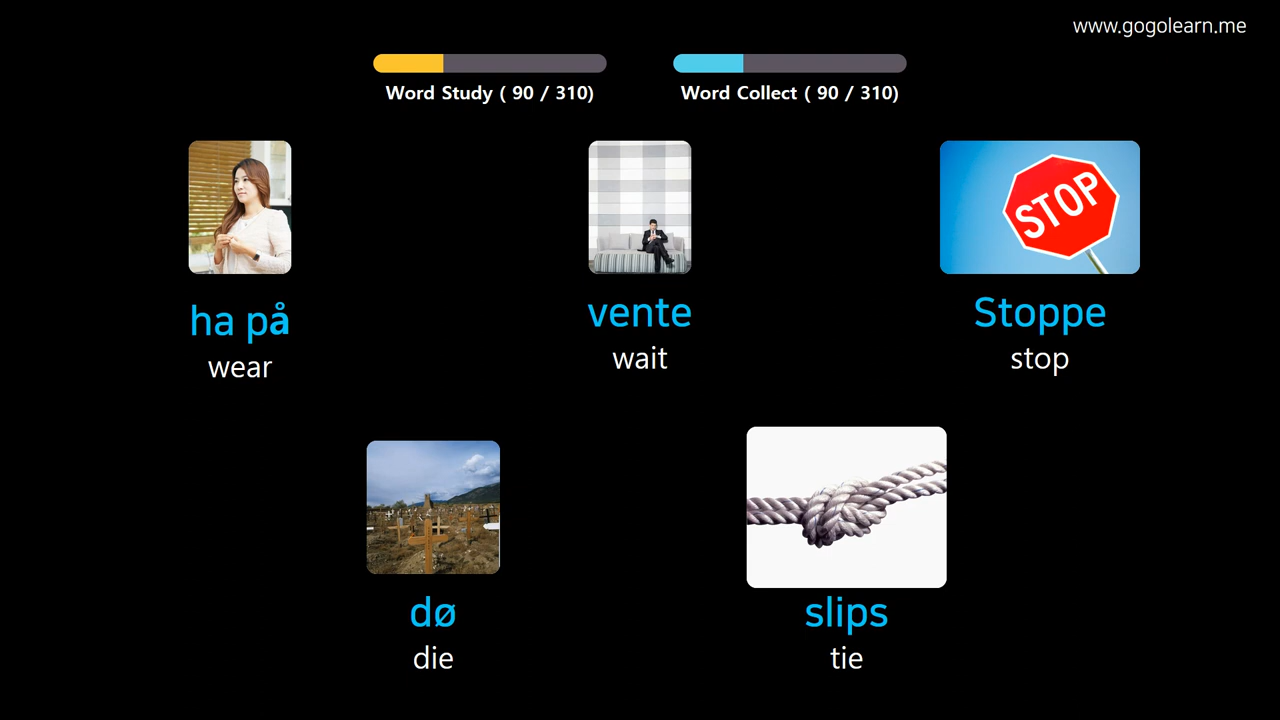 www.gogolearn.me
Word Study ( 90 / 310)
Word Collect ( 90 / 310)
STOP
ha på
wear
vente
wait
Stoppe
stop
dø
die
slips
tie